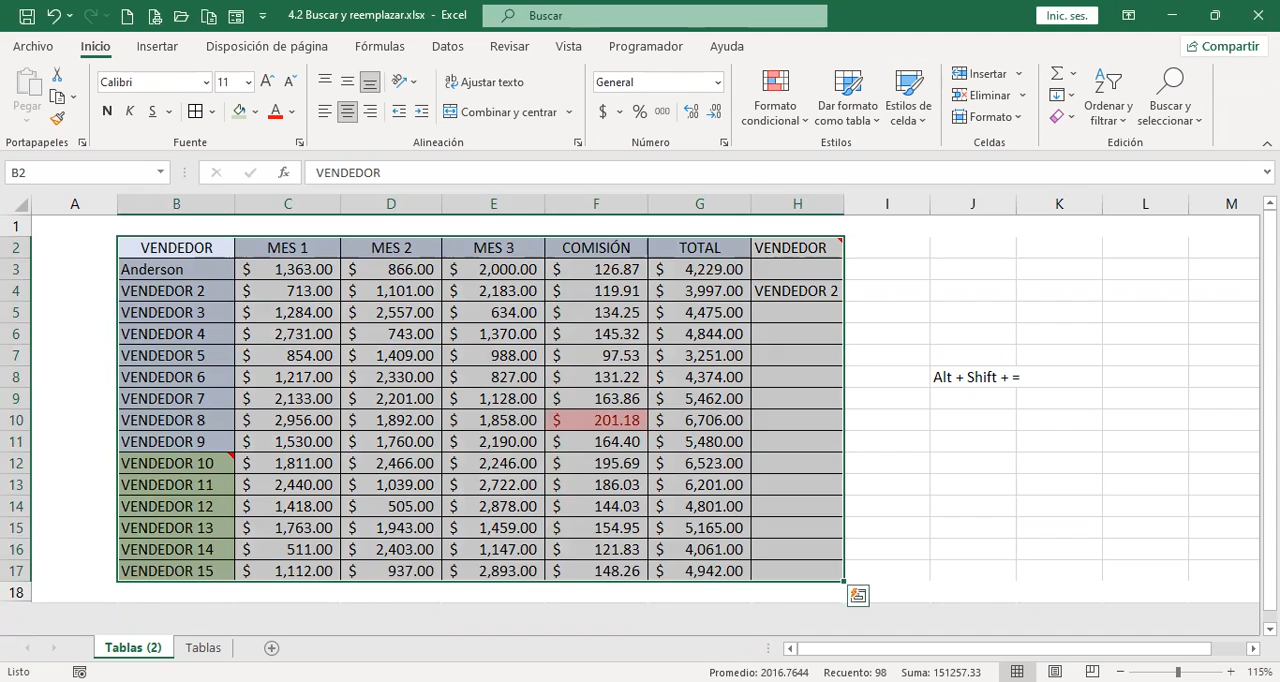 4.2 Buscar y reemplazar.xlsx - Excel
Buscar
Inic. ses.
Archivo Inicio Insertar Disposición de página Fórmulas Datos Revisar Vista Programador Ayuda
Compartir
Pegar
Portapapeles
Calibri 11
N K S A
Fuente
Ajustar texto
Combinar y centrar
Alineación
General
$ % 000
Número
Formato condicional
Dar formato como tabla
Estilos de celda
Estilos
Insertar
Eliminar
Formato
Celdas
Ordenar y filtrar
Buscar y seleccionar
Edición
B2 fx VENDEDOR
A B C D E F G H I J K L M
1
2 VENDEDOR MES 1 MES 2 MES 3 COMISIÓN TOTAL VENDEDOR
3 Anderson $ 1,363.00 $ 866.00 $ 2,000.00 $ 126.87 $ 4,229.00
4 VENDEDOR 2 $ 713.00 $ 1,101.00 $ 2,183.00 $ 119.91 $ 3,997.00 VENDEDOR 2
5 VENDEDOR 3 $ 1,284.00 $ 2,557.00 $ 634.00 $ 134.25 $ 4,475.00
6 VENDEDOR 4 $ 2,731.00 $ 743.00 $ 1,370.00 $ 145.32 $ 4,844.00
7 VENDEDOR 5 $ 854.00 $ 1,409.00 $ 988.00 $ 97.53 $ 3,251.00
8 VENDEDOR 6 $ 1,217.00 $ 2,330.00 $ 827.00 $ 131.22 $ 4,374.00 Alt + Shift + =
9 VENDEDOR 7 $ 2,133.00 $ 2,201.00 $ 1,128.00 $ 163.86 $ 5,462.00
10 VENDEDOR 8 $ 2,956.00 $ 1,892.00 $ 1,858.00 $ 201.18 $ 6,706.00
11 VENDEDOR 9 $ 1,530.00 $ 1,760.00 $ 2,190.00 $ 164.40 $ 5,480.00
12 VENDEDOR 10 $ 1,811.00 $ 2,466.00 $ 2,246.00 $ 195.69 $ 6,523.00
13 VENDEDOR 11 $ 2,440.00 $ 1,039.00 $ 2,722.00 $ 186.03 $ 6,201.00
14 VENDEDOR 12 $ 1,418.00 $ 505.00 $ 2,878.00 $ 144.03 $ 4,801.00
15 VENDEDOR 13 $ 1,763.00 $ 1,943.00 $ 1,459.00 $ 154.95 $ 5,165.00
16 VENDEDOR 14 $ 511.00 $ 2,403.00 $ 1,147.00 $ 121.83 $ 4,061.00
17 VENDEDOR 15 $ 1,112.00 $ 937.00 $ 2,893.00 $ 148.26 $ 4,942.00
18
Tablas (2) Tablas
Listo Promedio: 2016.7644 Recuento: 98 Suma: 151257.33 115%